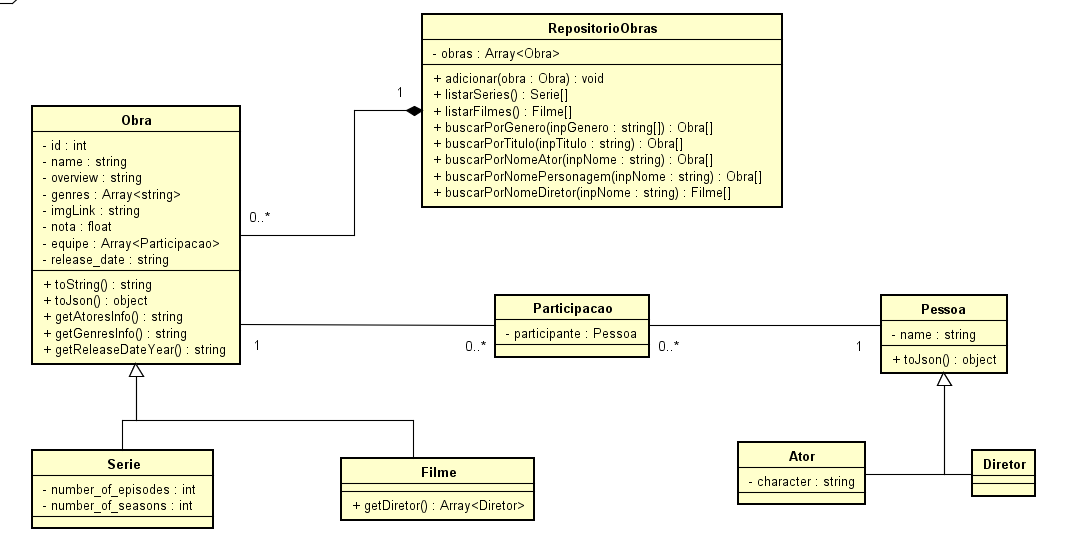 RepositorioObras
- obras : Array<Obra>
+ adicionar(obra : Obra) : void
+ listarSeries() : Serie[]
+ listarFilmes() : Filme[]
+ buscarPorGenero(inpGenero : string[]) : Obra[]
+ buscarPorTitulo(inpTitulo : string) : Obra[]
+ buscarPorNomeAtor(inpNome : string) : Obra[]
+ buscarPorNomePersonagem(inpNome : string) : Obra[]
+ buscarPorNomeDiretor(inpNome : string) : Filme[]
1
0..*
Obra
- id : int
- name : string
- overview : string
- genres : Array<string>
- imgLink : string
- nota : float
- equipe : Array<Participacao>
- release_date : string
+ toString() : string
+ toJson() : object
+ getAtoresInfo() : string
+ getGenresInfo() : string
+ getReleaseDateYear() : string
1
0..*
Participacao
- participante : Pessoa
0..*
1
Pessoa
- name : string
+ toJson() : object
Serie
- number_of_episodes : int
- number_of_seasons : int
Filme
+ getDiretor() : Array<Diretor>
Ator
- character : string
Diretor